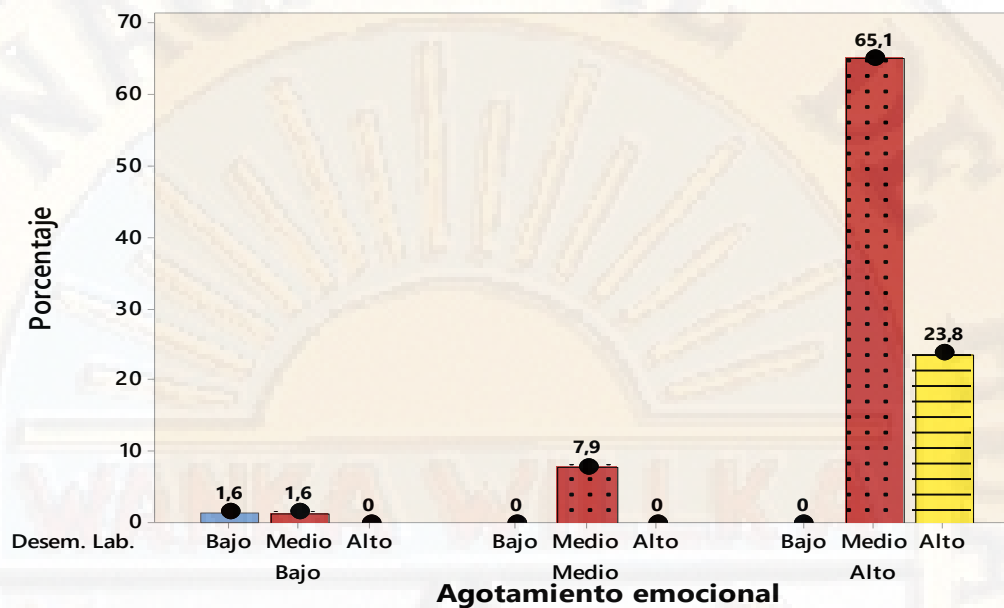 70
60
50
40
30
20
10
0
Porcentaje
1,6
1,6
0
0
7,9
0
0
65,1
23,8
Desem. Lab.
Bajo Medio Alto
Bajo Medio Alto
Bajo Medio Alto
Bajo
Medio
Alto
Agotamiento emocional
WANKA WILLKA